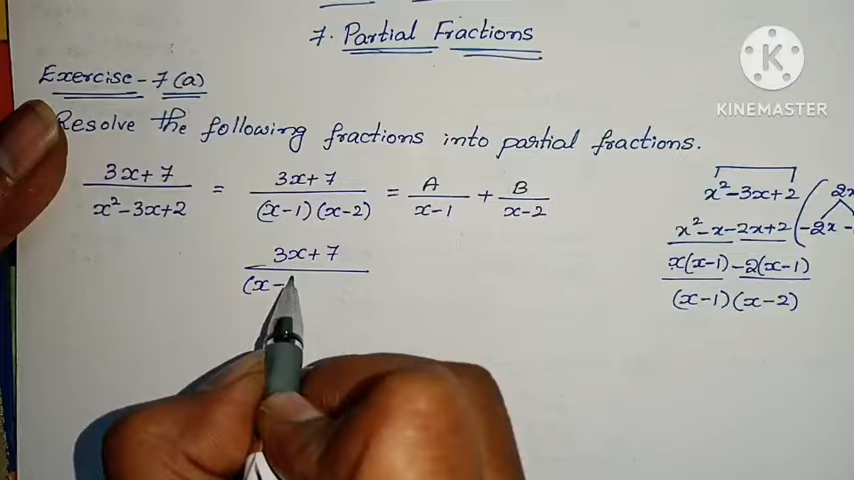 7. Partial Fractions
K
KINEMASTER
Exercise - 7(a)
Resolve the following fractions into partial fractions.
3x+7 / x²-3x+2 = 3x+7 / (x-1)(x-2) = A / x-1 + B / x-2
3x+7 / (x-
x²-3x+2
x²-x-2x+2
x(x-1)-2(x-1)
(x-1)(x-2)